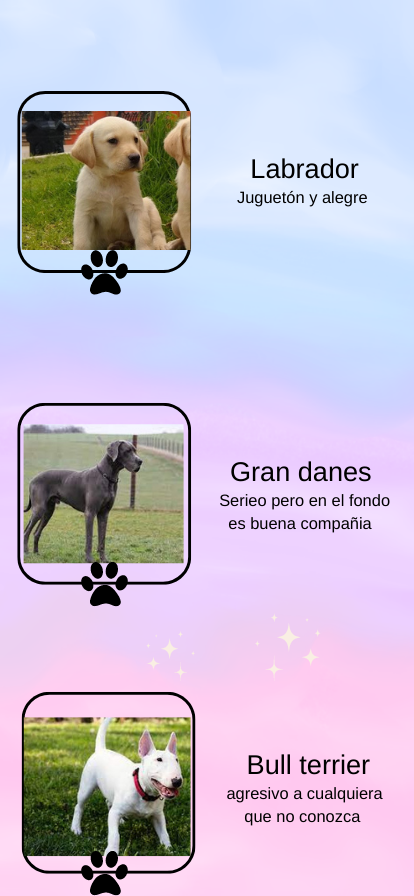 Labrador
Juguetón y alegre
Gran danes
Serieo pero en el fondo
es buena compañia
Bull terrier
agresivo a cualquiera
que no conozca